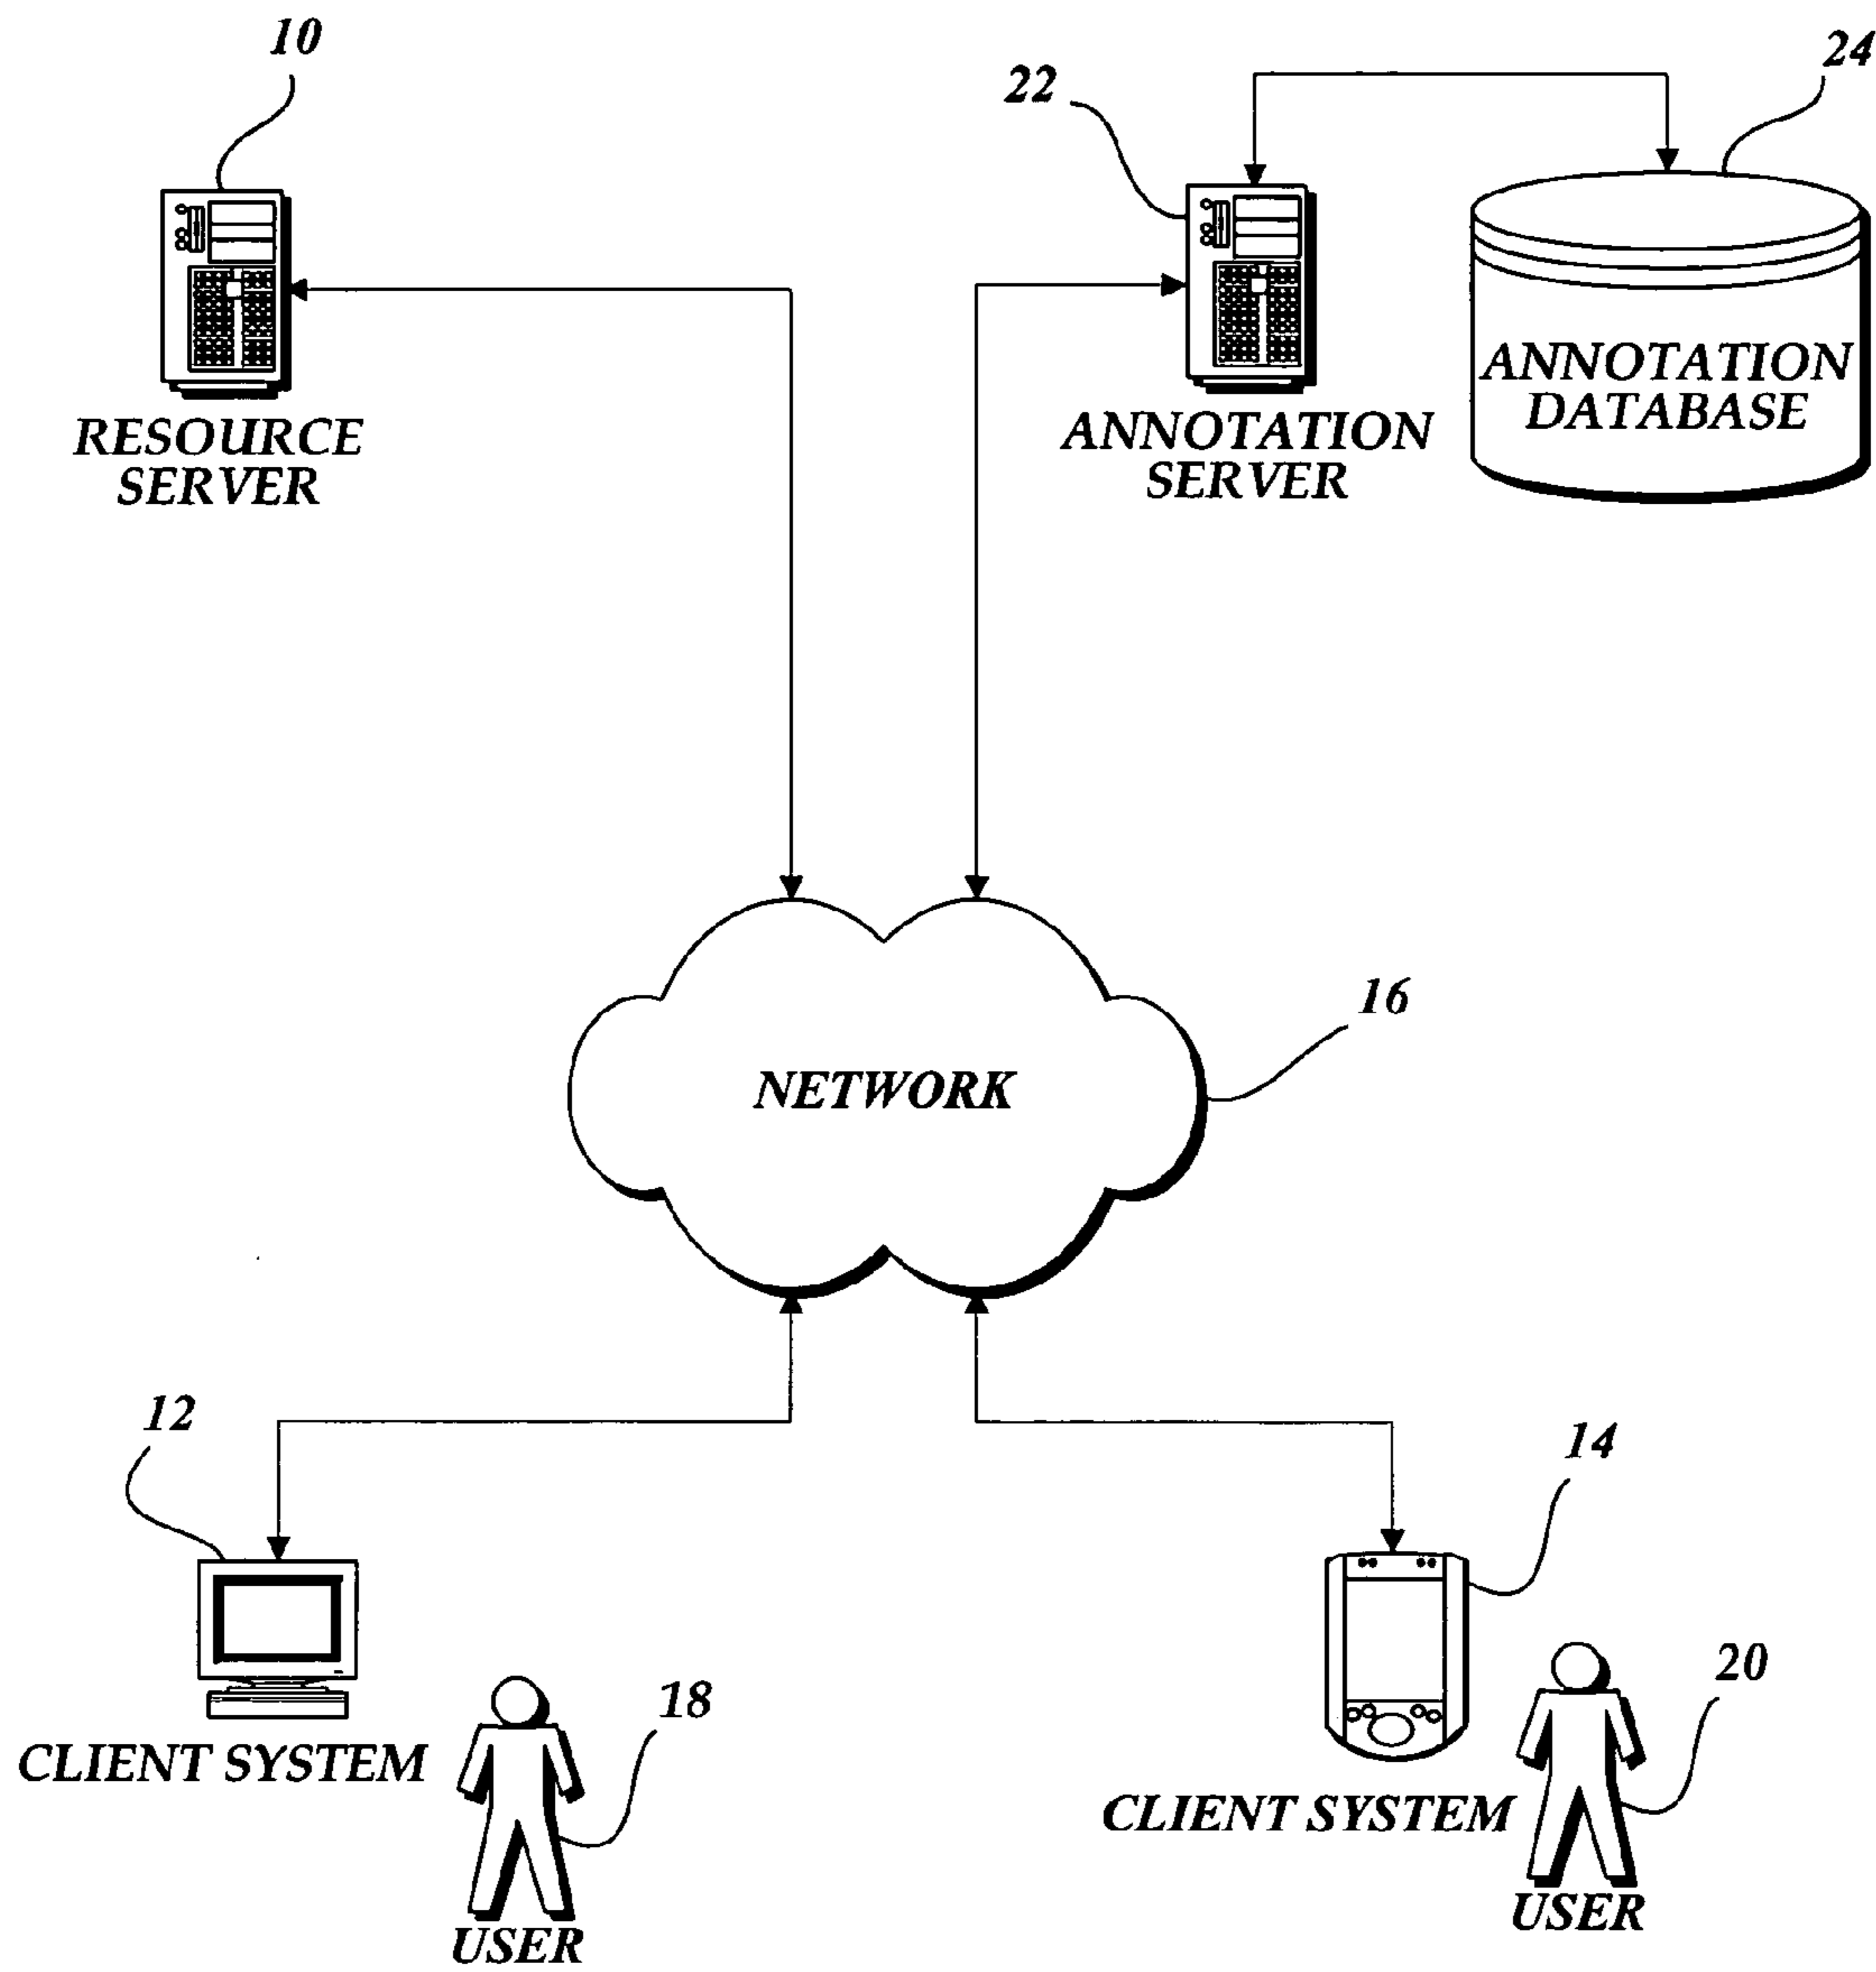 10
22
24
RESOURCE
SERVER
ANNOTATION
SERVER
ANNOTATION
DATABASE
16
NETWORK
12
14
18
20
CLIENT SYSTEM
CLIENT SYSTEM
USER
USER